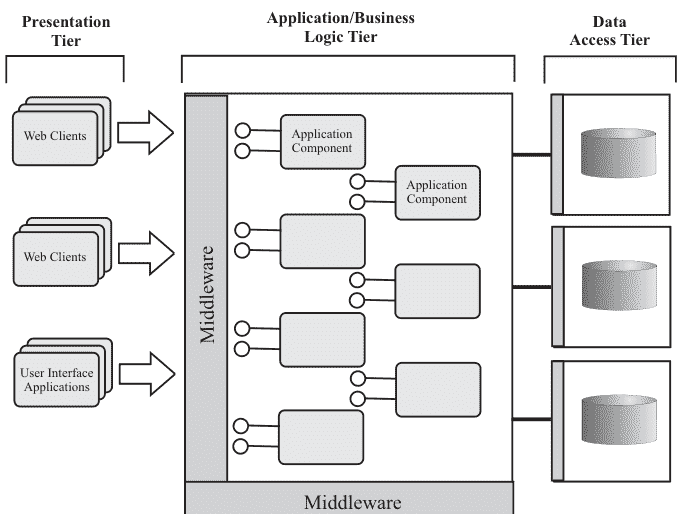 Presentation
Tier
Application/Business
Logic Tier
Data
Access Tier
Web Clients
Application
Component
Application
Component
Web Clients
Middleware
User Interface
Applications
Middleware